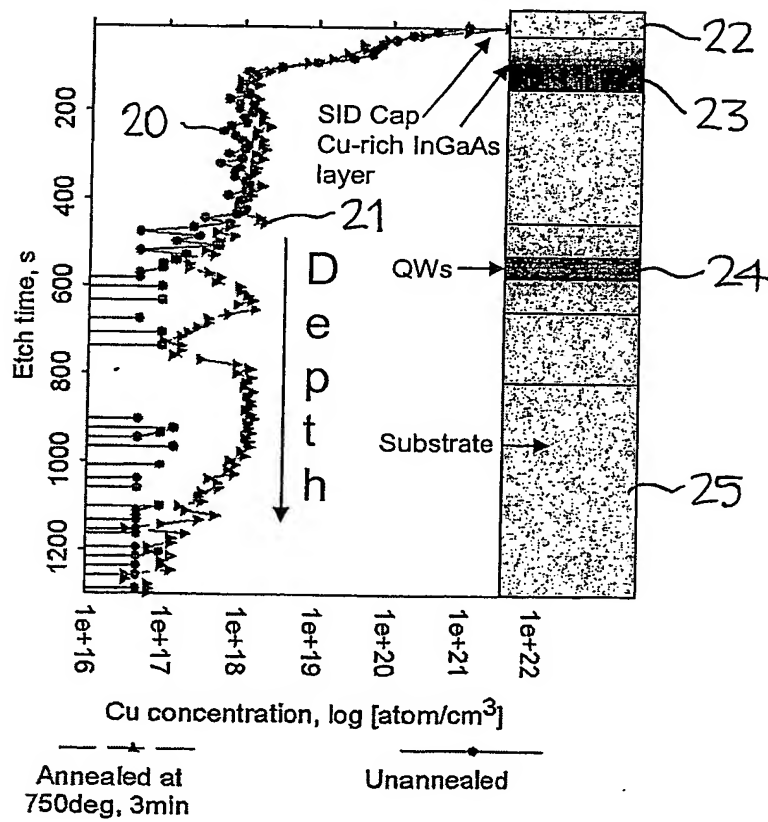 22
23
24
25
20
21
SID Cap
Cu-rich InGaAs
layer
QWs
Substrate
Depth
Etch time, s
200
400
600
800
1000
1200
1e+16
1e+17
1e+18
1e+19
1e+20
1e+21
1e+22
Cu concentration, log [atom/cm³]
Annealed at
750deg, 3min
Unannealed